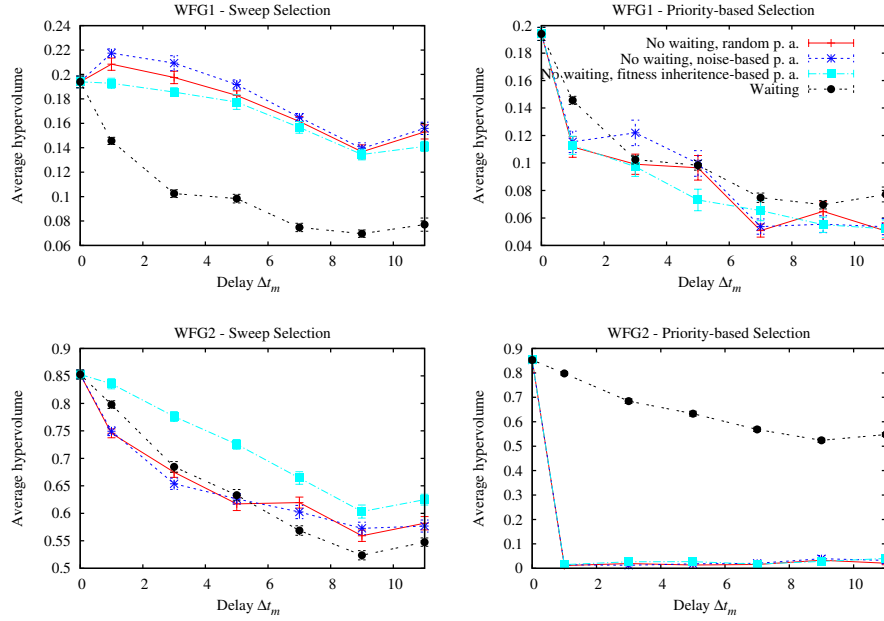 WFG1 - Sweep Selection
Average hypervolume
0.24
0.22
0.2
0.18
0.16
0.14
0.12
0.1
0.08
0.06
0 2 4 6 8 10
Delay Δt_m
WFG1 - Priority-based Selection
Average hypervolume
0.2
0.18
0.16
0.14
0.12
0.1
0.08
0.06
0.04
No waiting, random p. a.
No waiting, noise-based p. a.
No waiting, fitness inheritence-based p. a.
Waiting
0 2 4 6 8 10
Delay Δt_m
WFG2 - Sweep Selection
Average hypervolume
0.9
0.85
0.8
0.75
0.7
0.65
0.6
0.55
0.5
0 2 4 6 8 10
Delay Δt_m
WFG2 - Priority-based Selection
Average hypervolume
0.9
0.8
0.7
0.6
0.5
0.4
0.3
0.2
0.1
0
0 2 4 6 8 10
Delay Δt_m